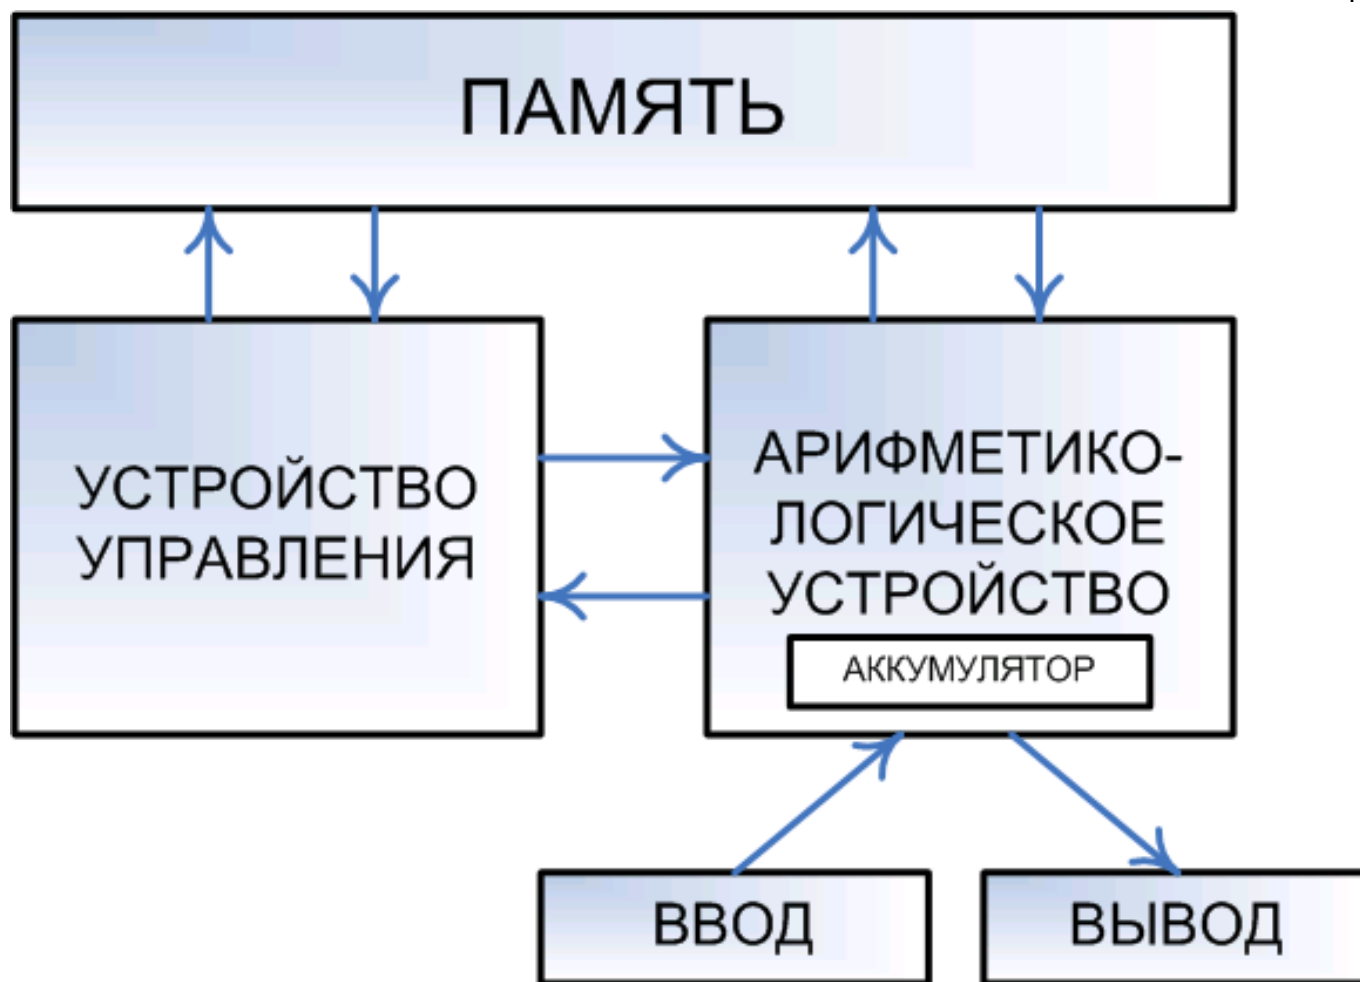 ПАМЯТЬ
УСТРОЙСТВО
УПРАВЛЕНИЯ
АРИФМЕТИКО-
ЛОГИЧЕСКОЕ
УСТРОЙСТВО
АККУМУЛЯТОР
ВВОД
ВЫВОД